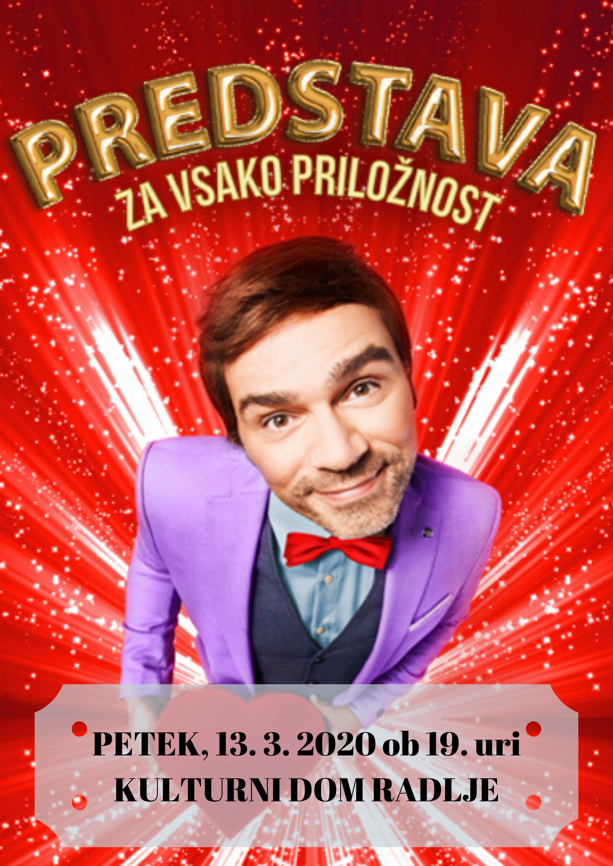 PREDSTAVA
ZA VSAKO PRILOŽNOST
PETEK, 13. 3. 2020 ob 19. uri
KULTURNI DOM RADLJE